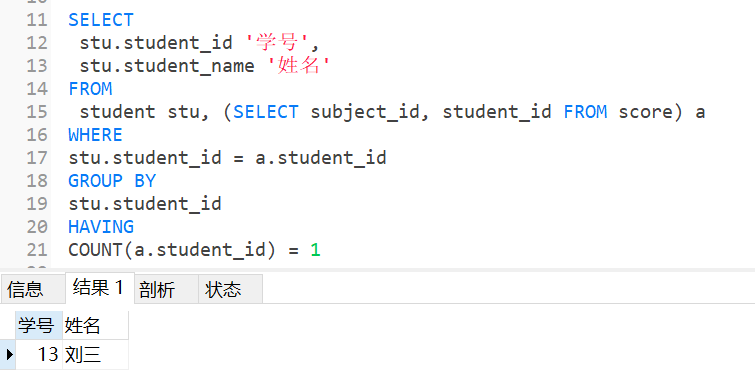 11 SELECT
12 stu.student_id '学号',
13 stu.student_name '姓名'
14 FROM
15 student stu, (SELECT subject_id, student_id FROM score) a
16 WHERE
17 stu.student_id = a.student_id
18 GROUP BY
19 stu.student_id
20 HAVING
21 COUNT(a.student_id) = 1
信息 结果 1 剖析 状态
学号 姓名
13 刘三